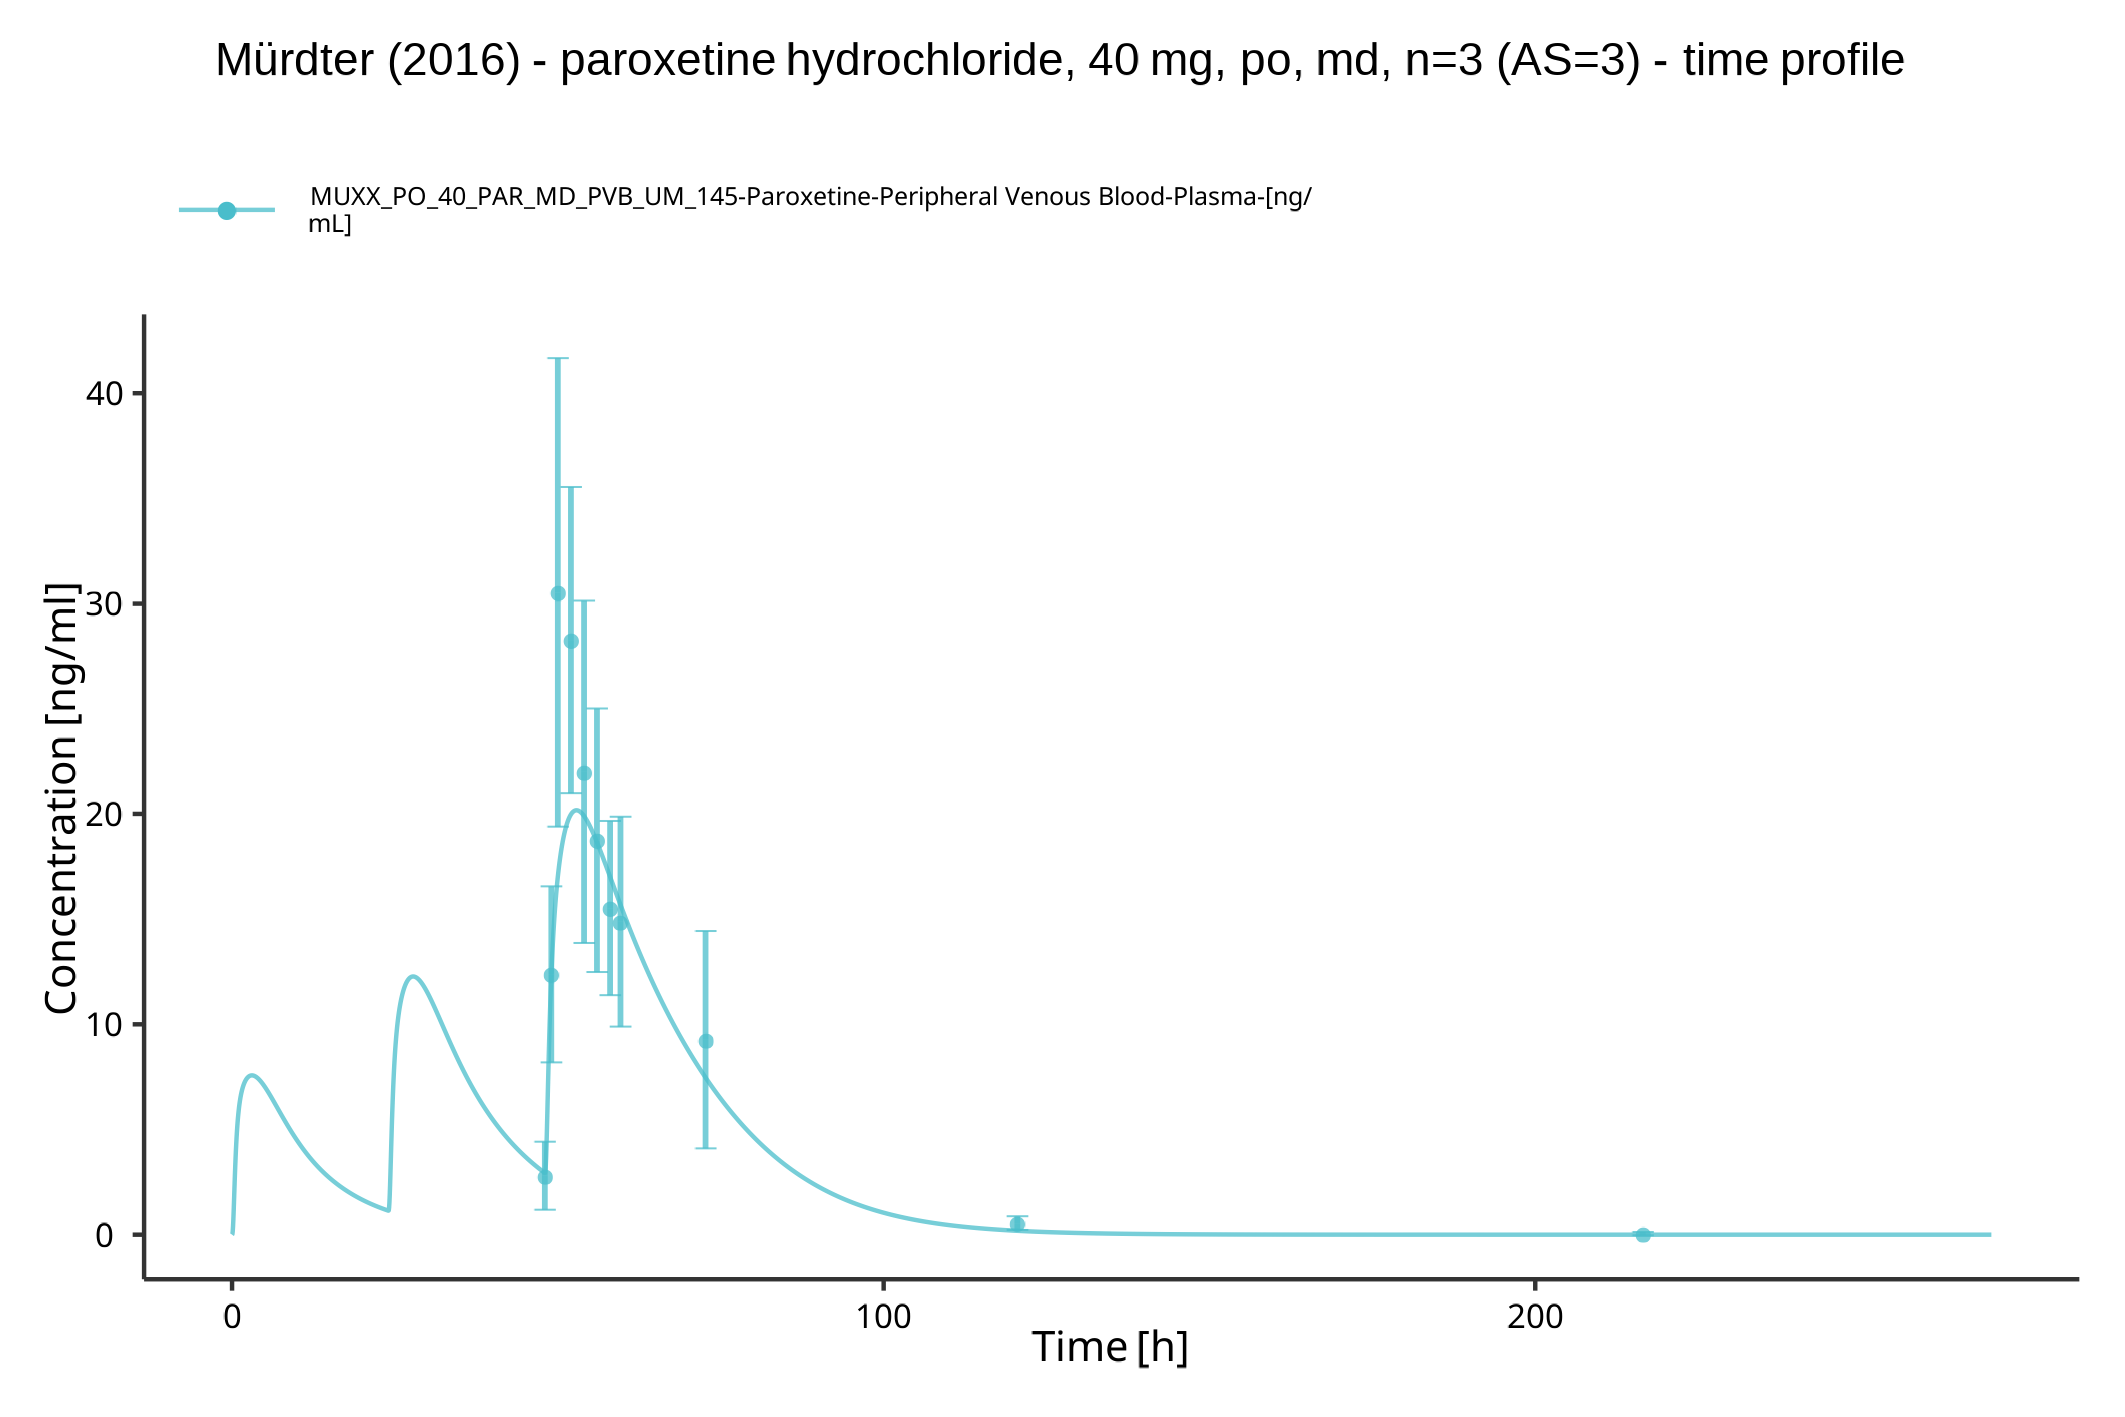 Mürdter (2016) - paroxetine hydrochloride, 40 mg, po, md, n=3 (AS=3) - time profile
MUXX_PO_40_PAR_MD_PVB_UM_145-Paroxetine-Peripheral Venous Blood-Plasma-[ng/
mL]
Concentration [ng/ml]
40
30
20
10
0
0
100
200
Time [h]